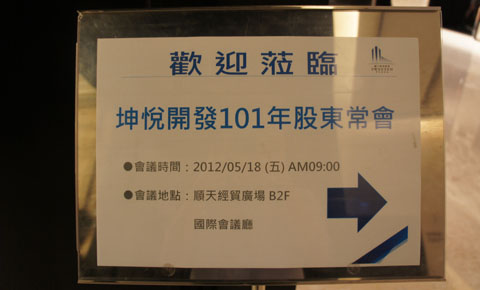 歡迎蒞臨
坤悅開發101年股東常會
●會議時間：2012/05/18 (五) AM09:00
●會議地點：順天經貿廣場 B2F
國際會議廳